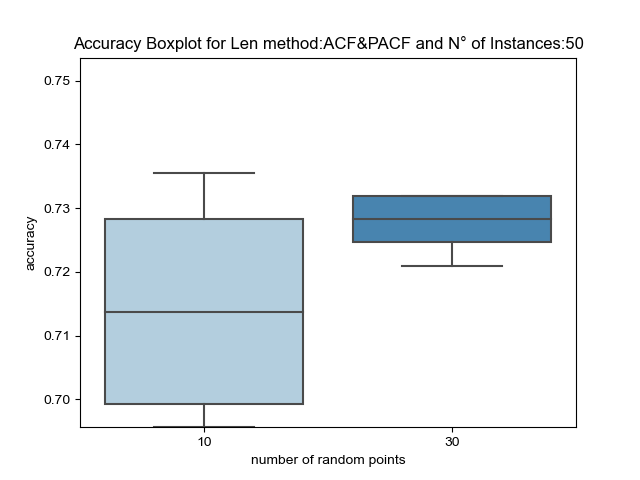 Accuracy Boxplot for Len method:ACF&PACF and N° of Instances:50
0.75
0.74
0.73
0.72
0.71
0.70
accuracy
10 30
number of random points